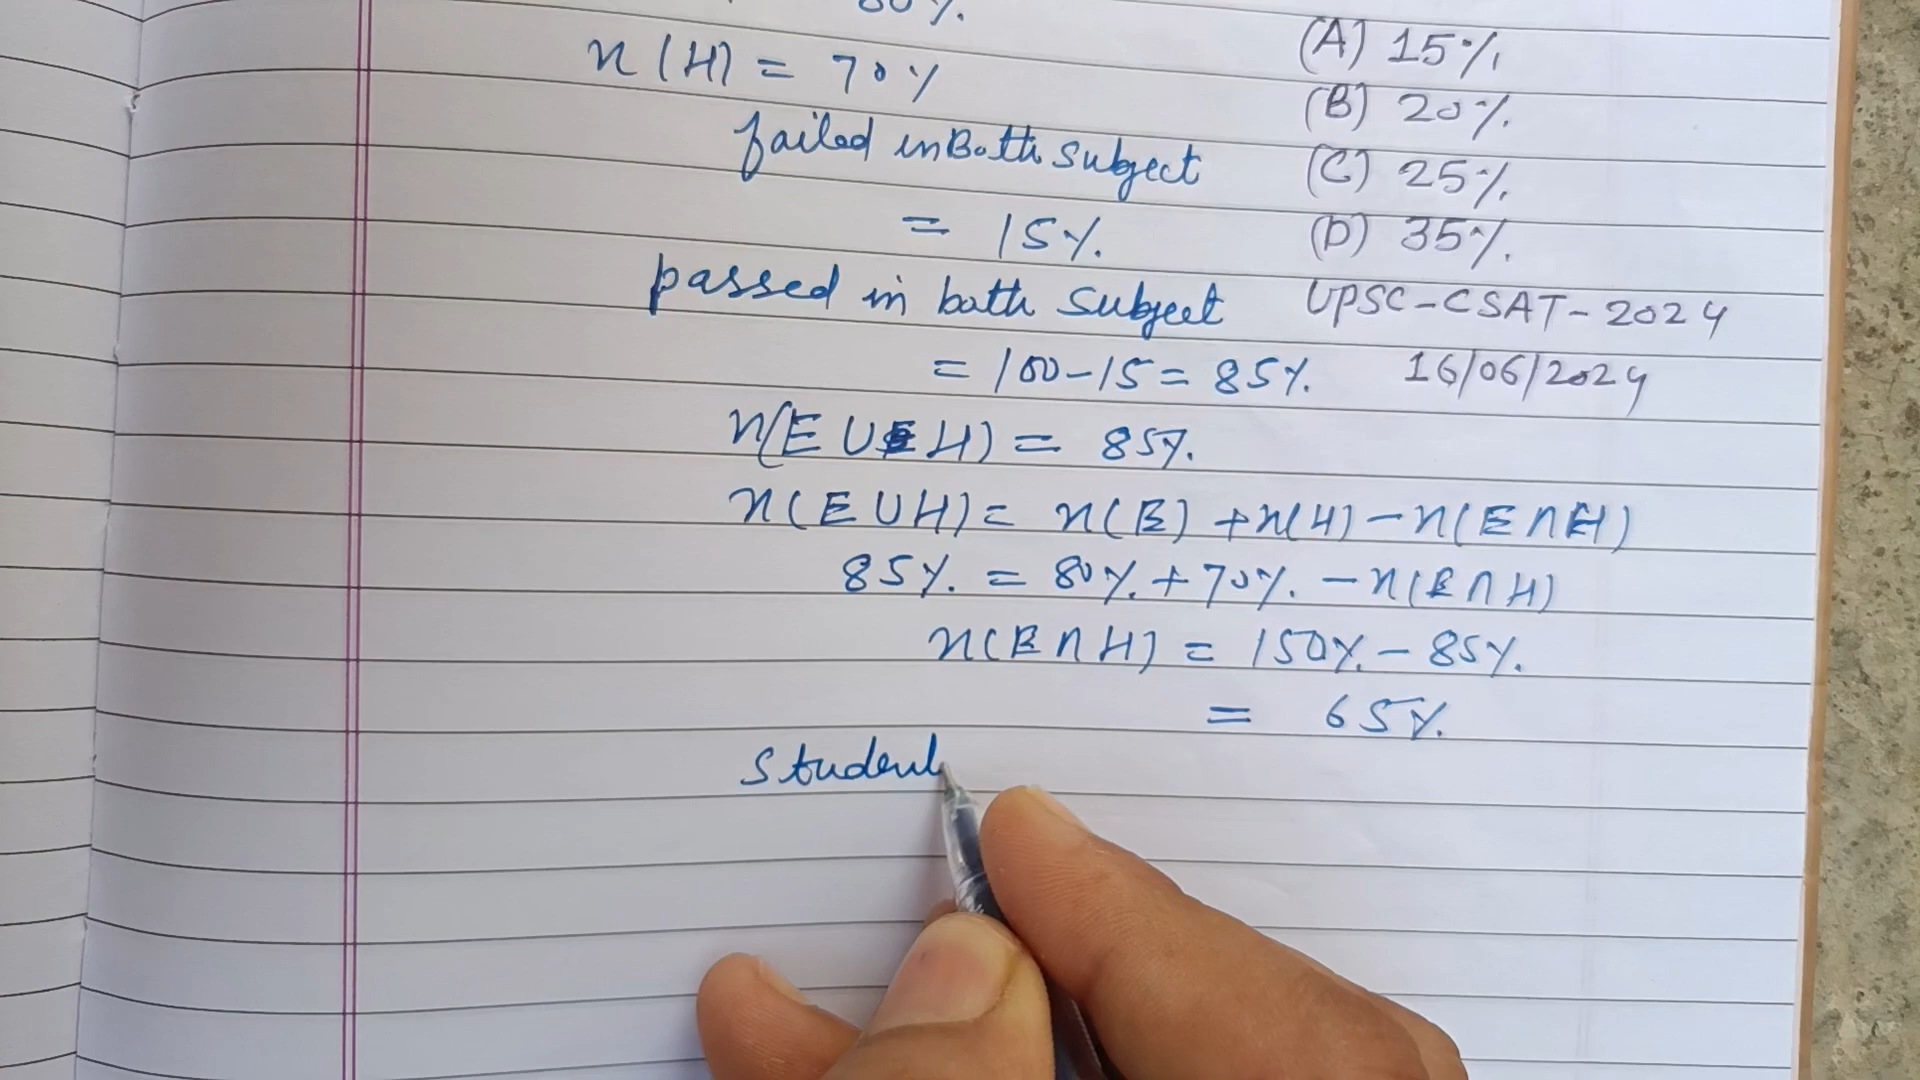 80%.
n(H) = 70%
failed in Both Subject
= 15%.
passed in both Subject
= 100-15 = 85%.
n(E U H) = 85%.
n(E U H) = n(E) + n(H) - n(E ∩ H)
85%. = 80%. + 70%. - n(E ∩ H)
n(E ∩ H) = 150%. - 85%.
= 65%.
Student
(A) 15%.
(B) 20%.
(C) 25%.
(D) 35%.
UPSC-CSAT-2024
16/06/2024